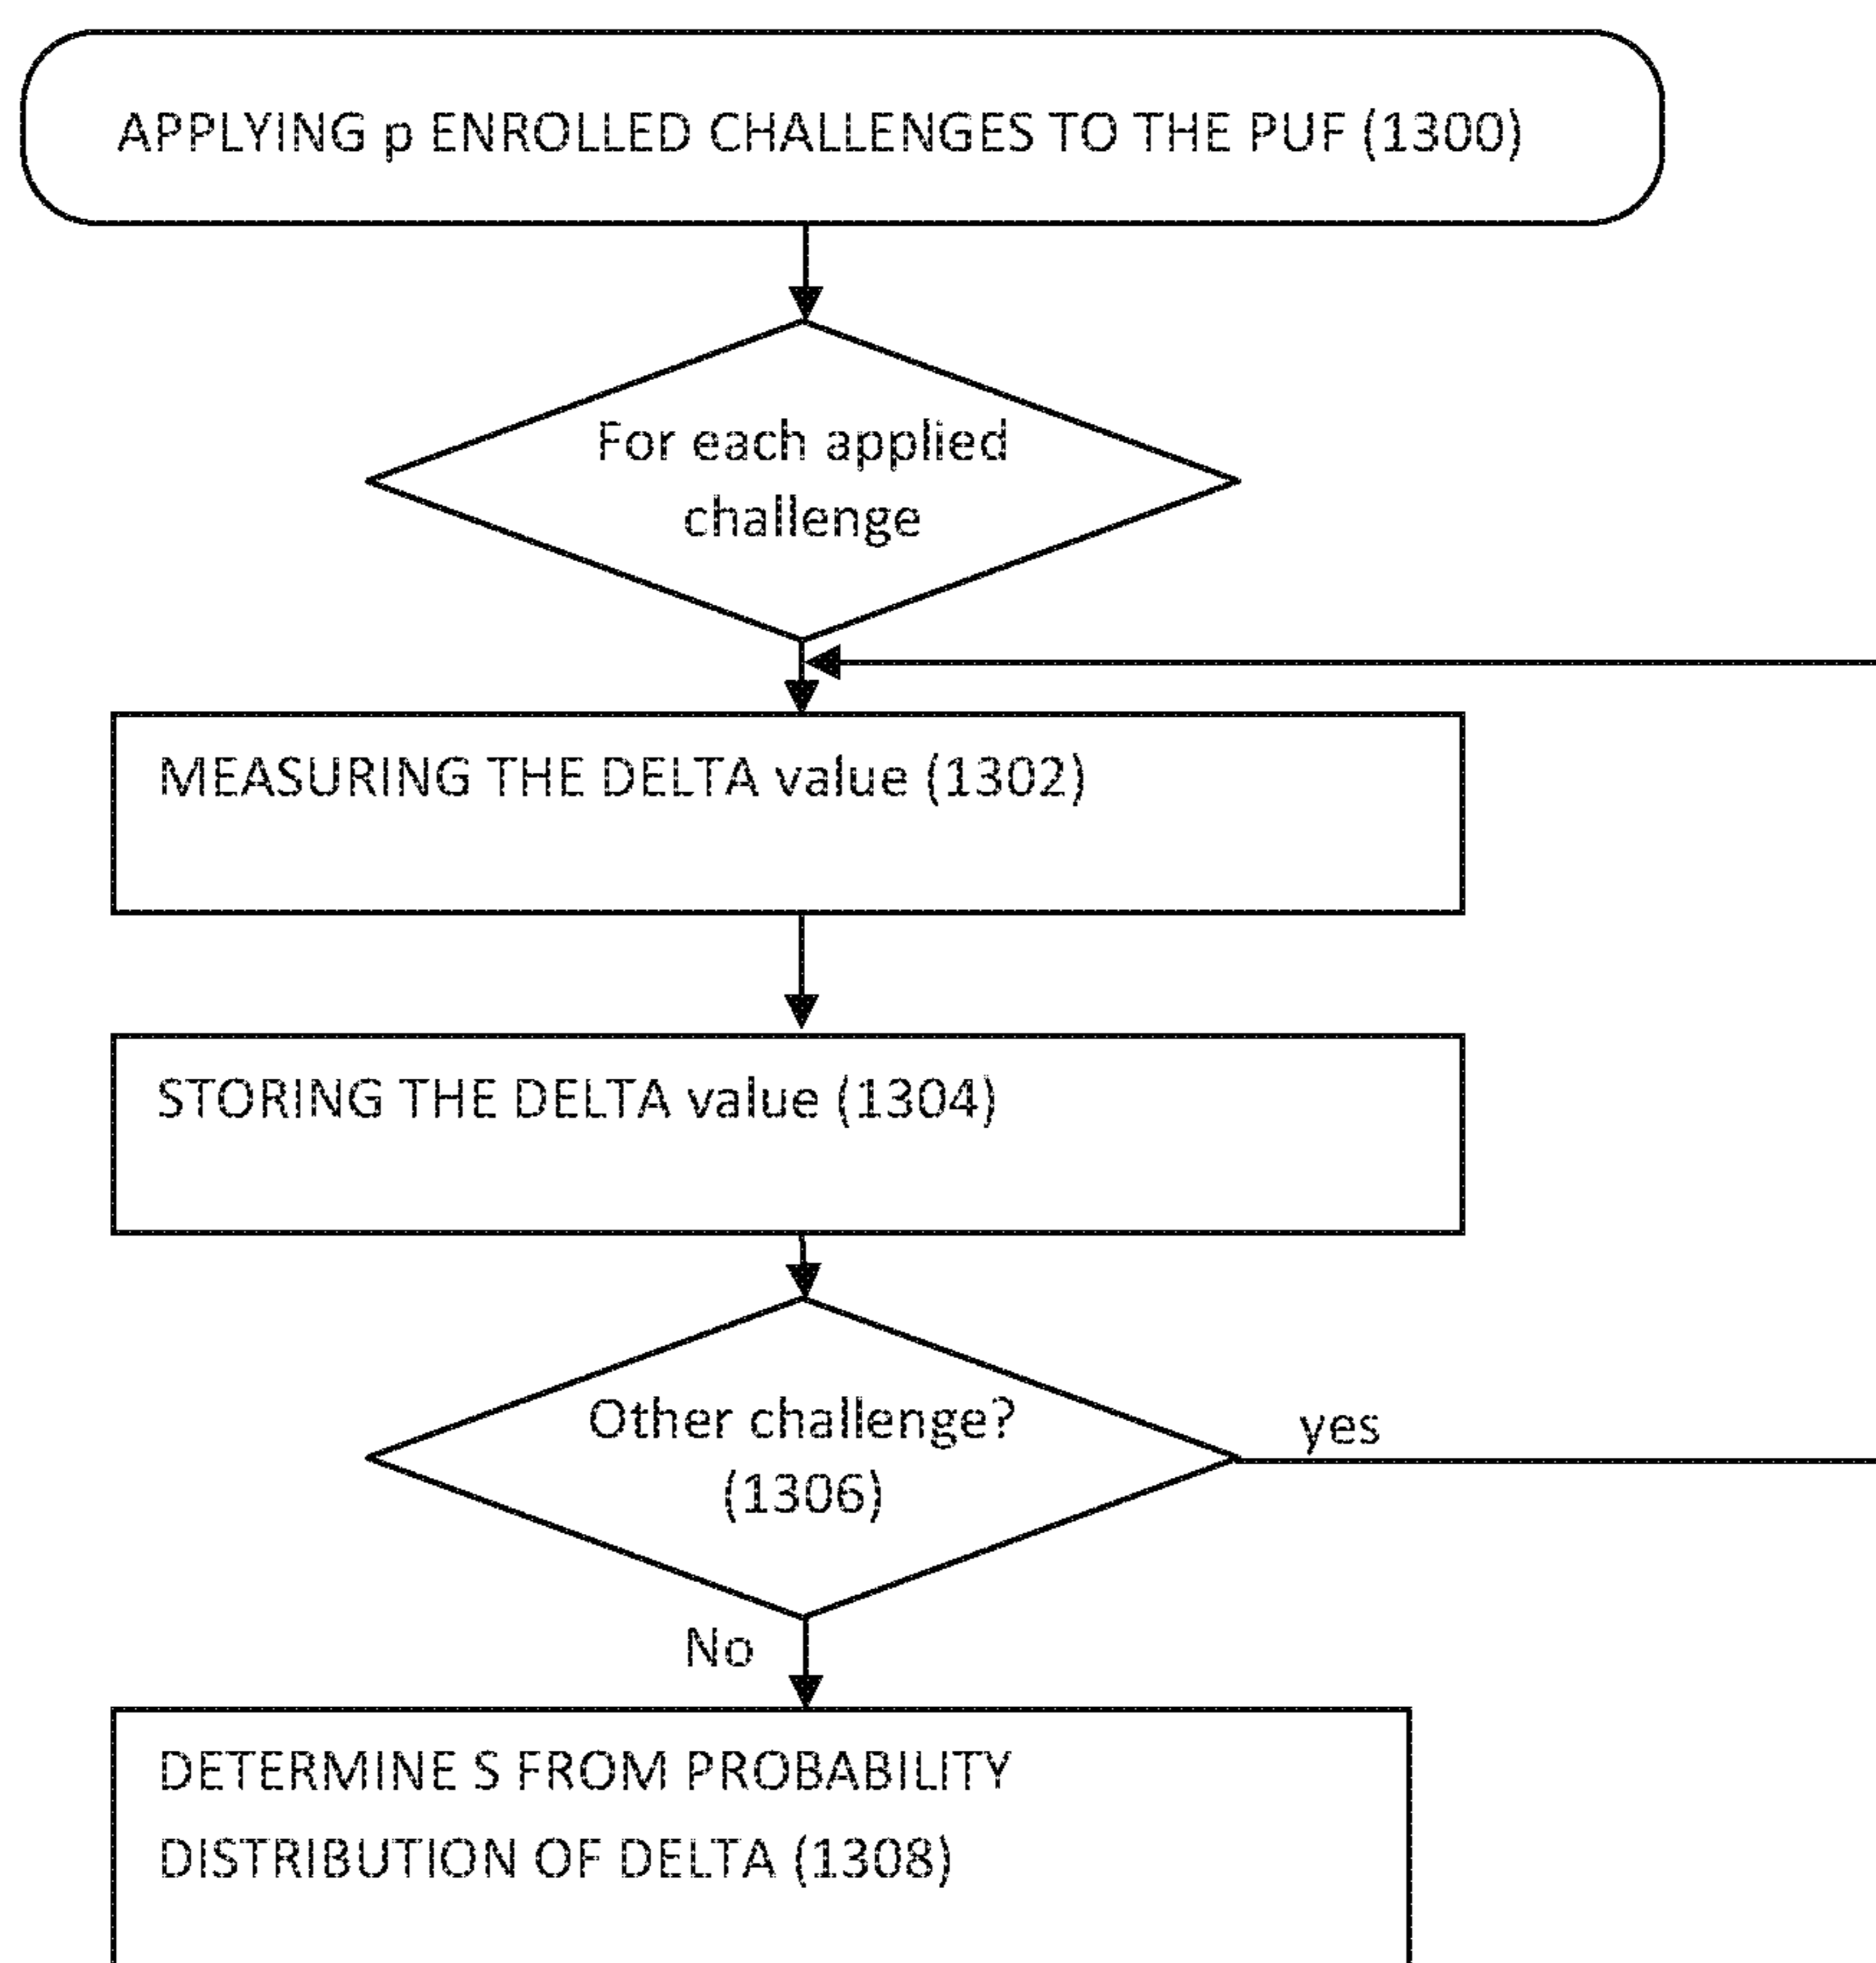 APPLYING p ENROLLED CHALLENGES TO THE PUF (1300)
For each applied
challenge
MEASURING THE DELTA value (1302)
STORING THE DELTA value (1304)
Other challenge?
(1306)
yes
No
DETERMINE S FROM PROBABILITY
DISTRIBUTION OF DELTA (1308)